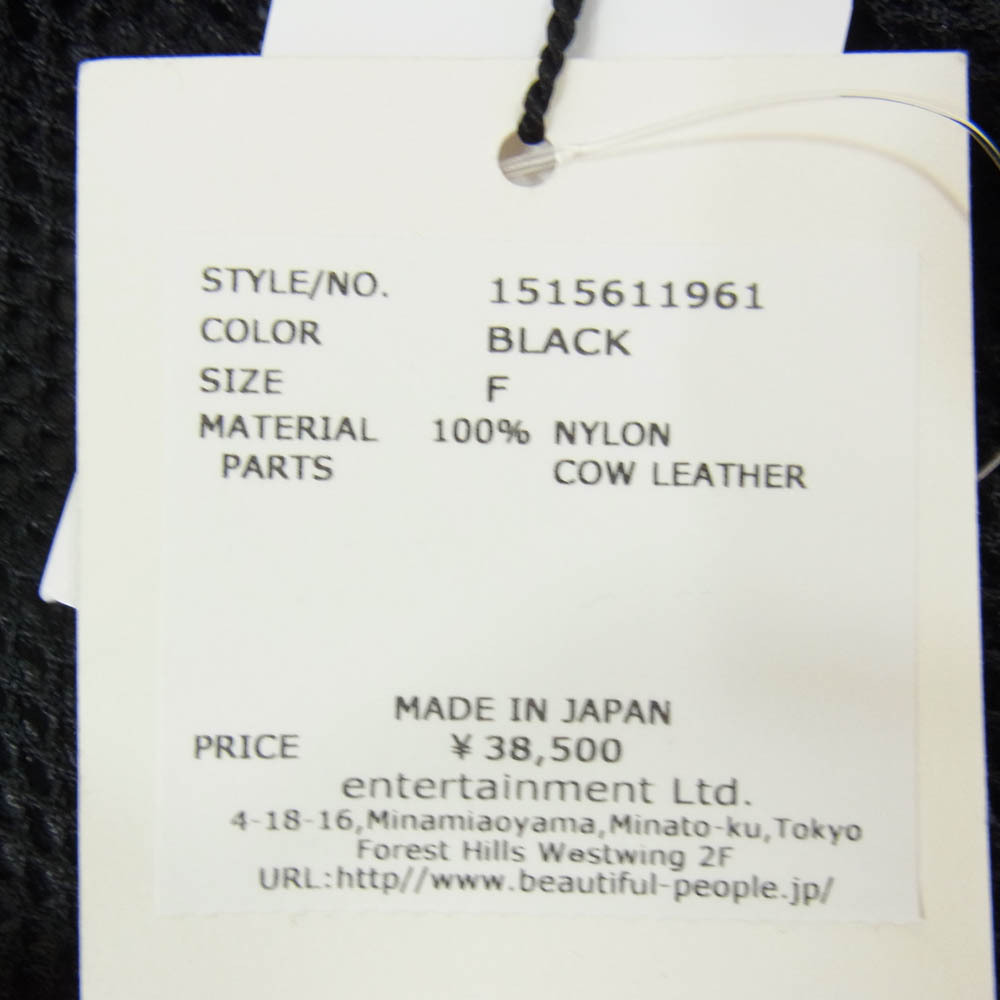 STYLE/NO. 1515611961
COLOR BLACK
SIZE F
MATERIAL 100% NYLON
PARTS COW LEATHER
MADE IN JAPAN
PRICE ¥38,500
entertainment Ltd.
4-18-16,Minamiaoyama,Minato-ku,Tokyo
Forest Hills Westwing 2F
URL:http//www.beautiful-people.jp/